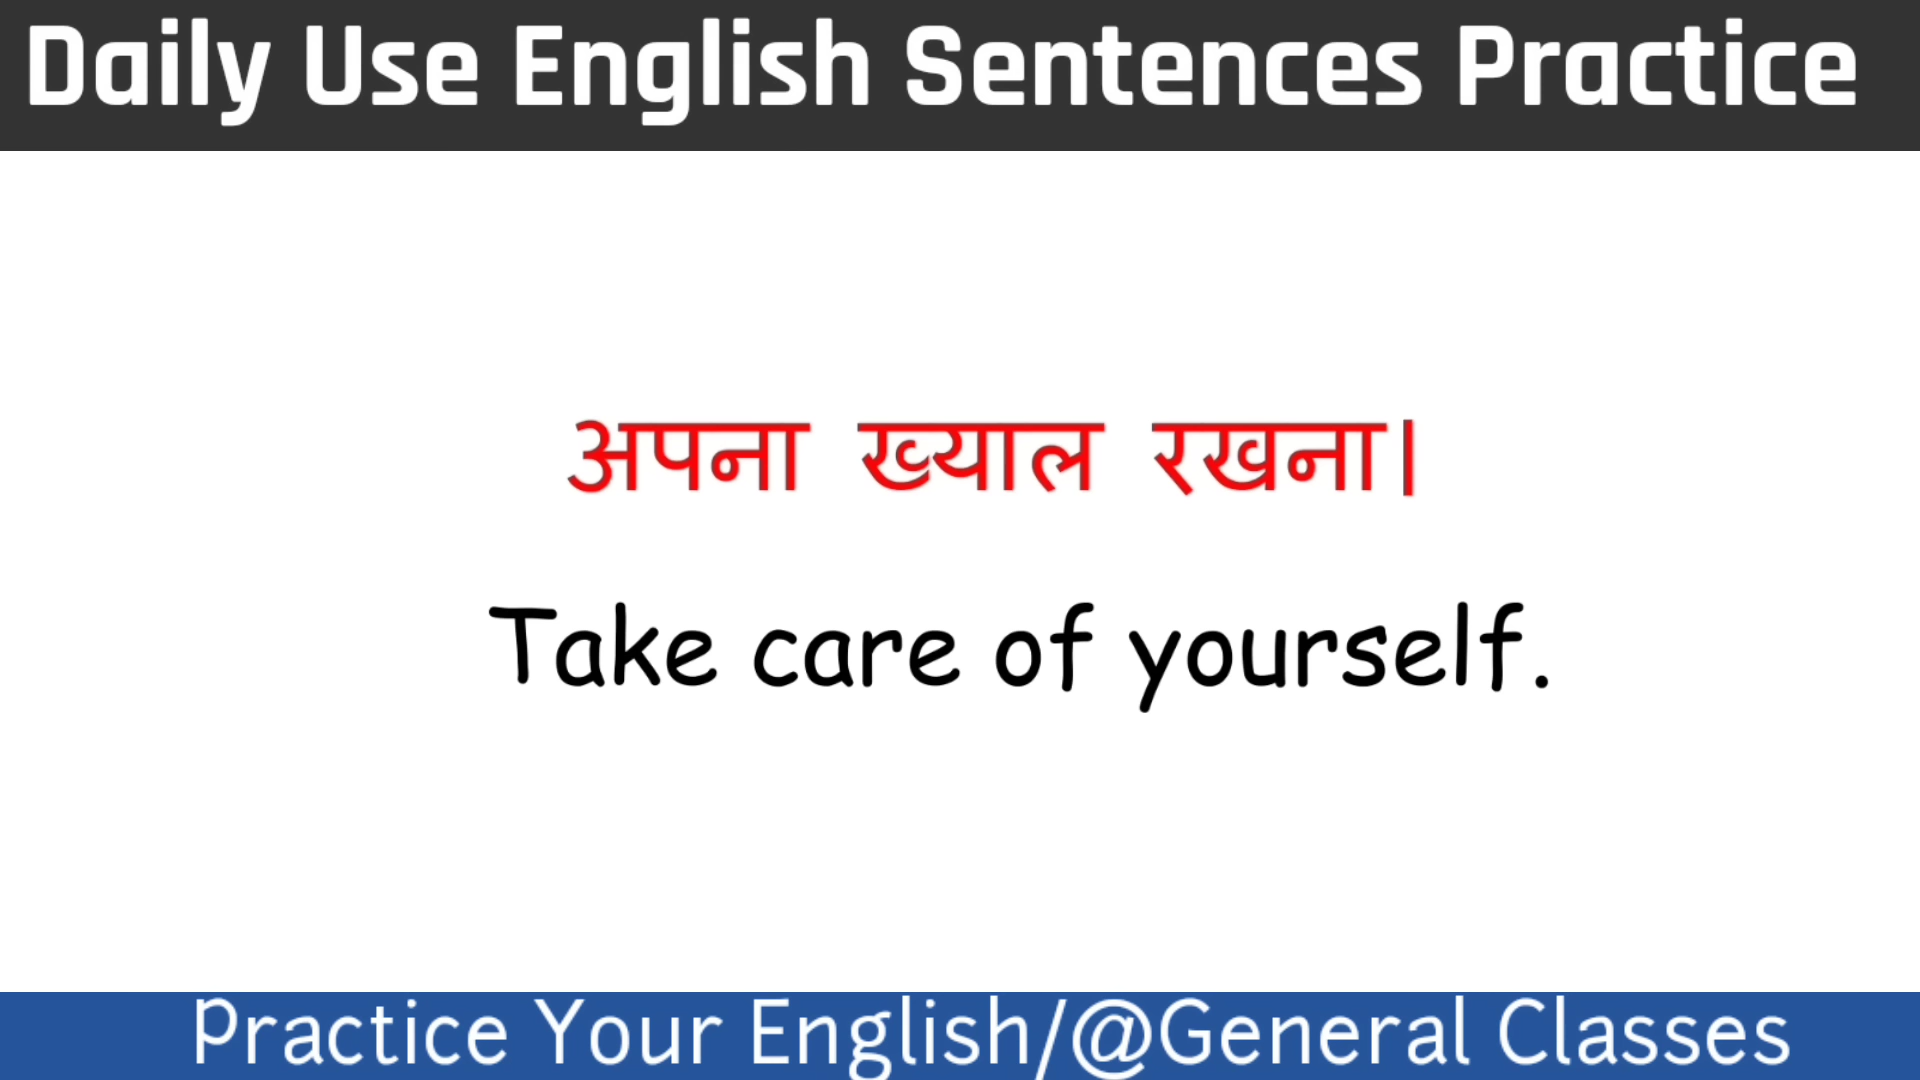 Daily Use English Sentences Practice
अपना ख्याल रखना।
Take care of yourself.
Practice Your English/@General Classes